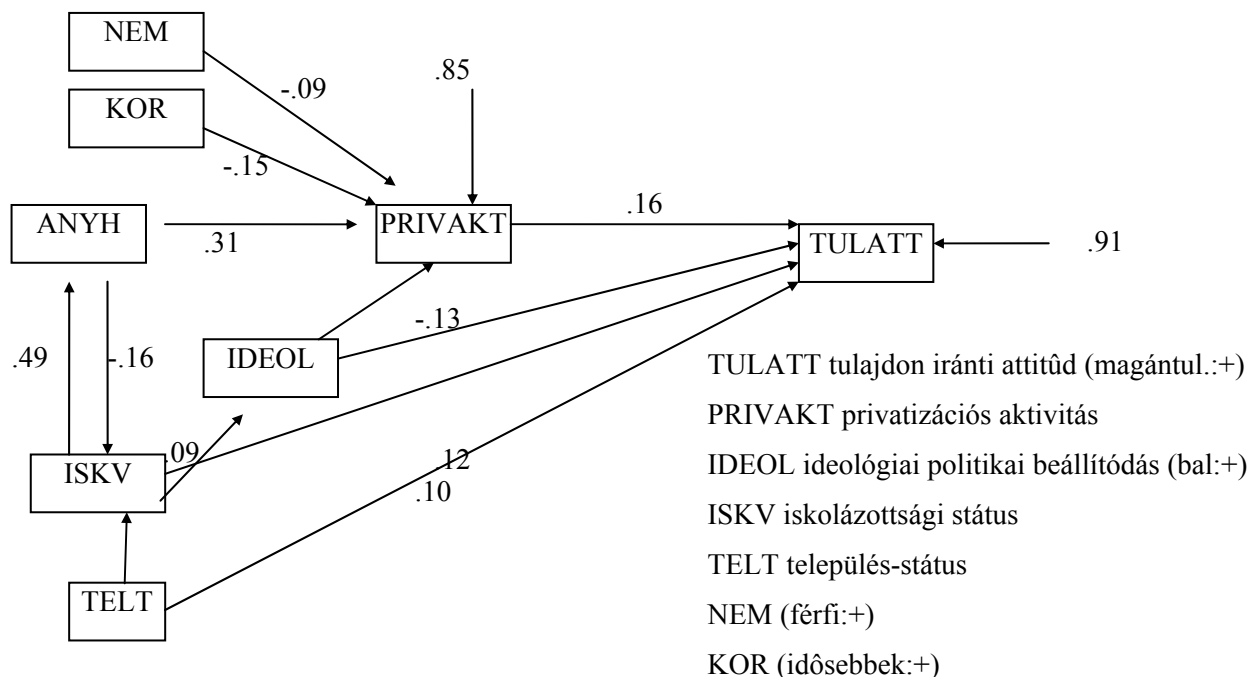 NEM
.85
-.09
KOR
-.15
ANYH
.31
PRIVAKT
.16
TULATT
.91
.49
-.16
IDEOL
-.13
ISKV
.09
.12
.10
TELT
TULATT tulajdon iránti attitûd (magántul.:+)
PRIVAKT privatizációs aktivitás
IDEOL ideológiai politikai beállítódás (bal:+)
ISKV iskolázottsági státus
TELT település-státus
NEM (férfi:+)
KOR (idôsebbek:+)